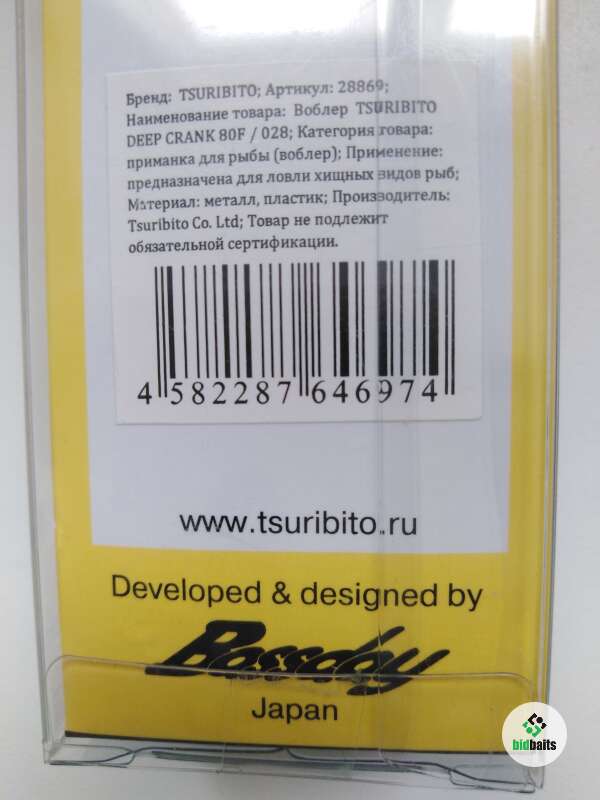 Бренд: TSURIBITO; Артикул: 28869;
Наименование товара: Воблер TSURIBITO
DEEP CRANK 80F / 028; Категория товара:
приманка для рыбы (воблер); Применение:
предназначена для ловли хищных видов рыб;
Материал: металл, пластик; Производитель:
Tsuribito Co. Ltd; Товар не подлежит
обязательной сертификации.
4 582287 646974
www.tsuribito.ru
Developed & designed by
Bassday
Japan
bidbaits